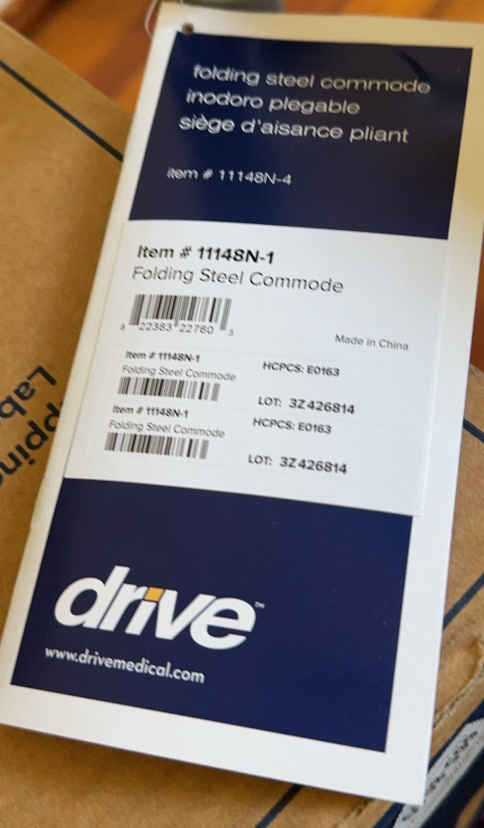 folding steel commode
inodoro plegable
siège d'aisance pliant
item # 11148N-4
Item # 11148N-1
Folding Steel Commode
22383 22760 3
Made in China
Item # 11148N-1
Folding Steel Commode
HCPCS: E0163
LOT: 3Z426814
Item # 11148N-1
Folding Steel Commode
HCPCS: E0163
LOT: 3Z426814
drive™
www.drivemedical.com